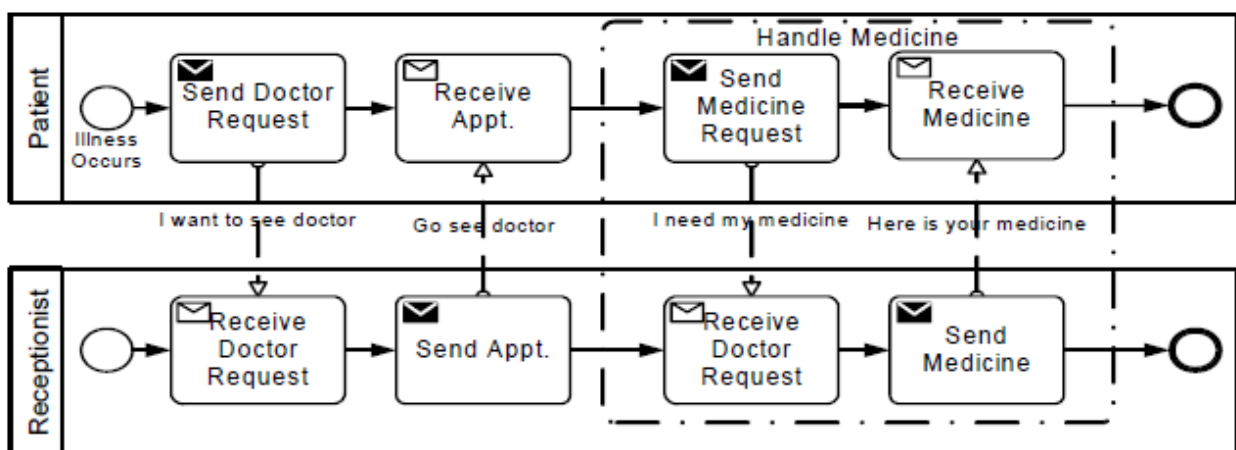 Patient
Handle Medicine
Send Doctor
Request
Receive
Appt.
Send
Medicine
Request
Receive
Medicine
Illness
Occurs
I want to see doctor
Go see doctor
I need my medicine
Here is your medicine
Receptionist
Receive
Doctor
Request
Send Appt.
Receive
Doctor
Request
Send
Medicine